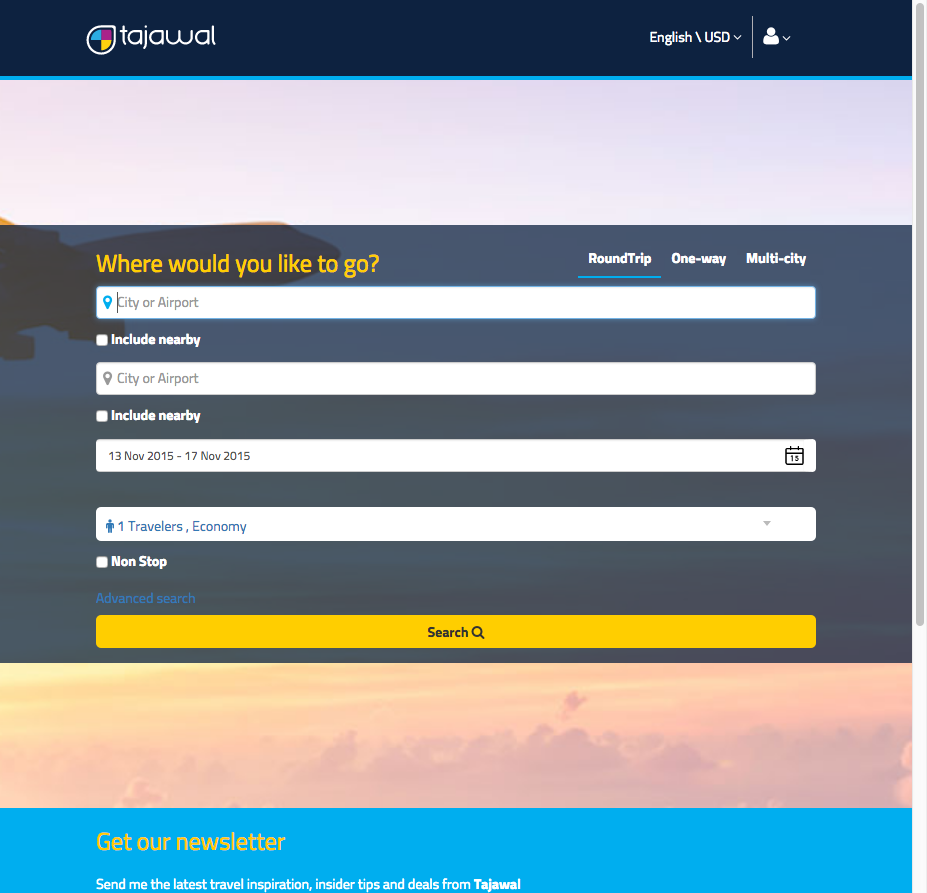 tajawal
English \ USD
Where would you like to go?
RoundTrip One-way Multi-city
City or Airport
Include nearby
City or Airport
Include nearby
13 Nov 2015 - 17 Nov 2015
15
1 Travelers , Economy
Non Stop
Advanced search
Search
Get our newsletter
Send me the latest travel inspiration, insider tips and deals from Tajawal